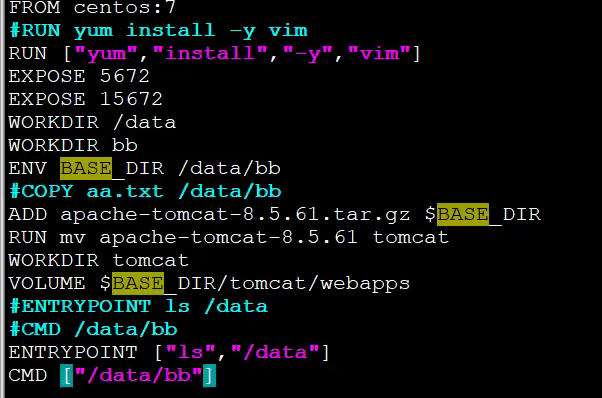 FROM centos:7
#RUN yum install -y vim
RUN ["yum","install","-y","vim"]
EXPOSE 5672
EXPOSE 15672
WORKDIR /data
WORKDIR bb
ENV BASE_DIR /data/bb
#COPY aa.txt /data/bb
ADD apache-tomcat-8.5.61.tar.gz $BASE_DIR
RUN mv apache-tomcat-8.5.61 tomcat
WORKDIR tomcat
VOLUME $BASE_DIR/tomcat/webapps
#ENTRYPOINT ls /data
#CMD /data/bb
ENTRYPOINT ["ls","/data"]
CMD ["/data/bb"]